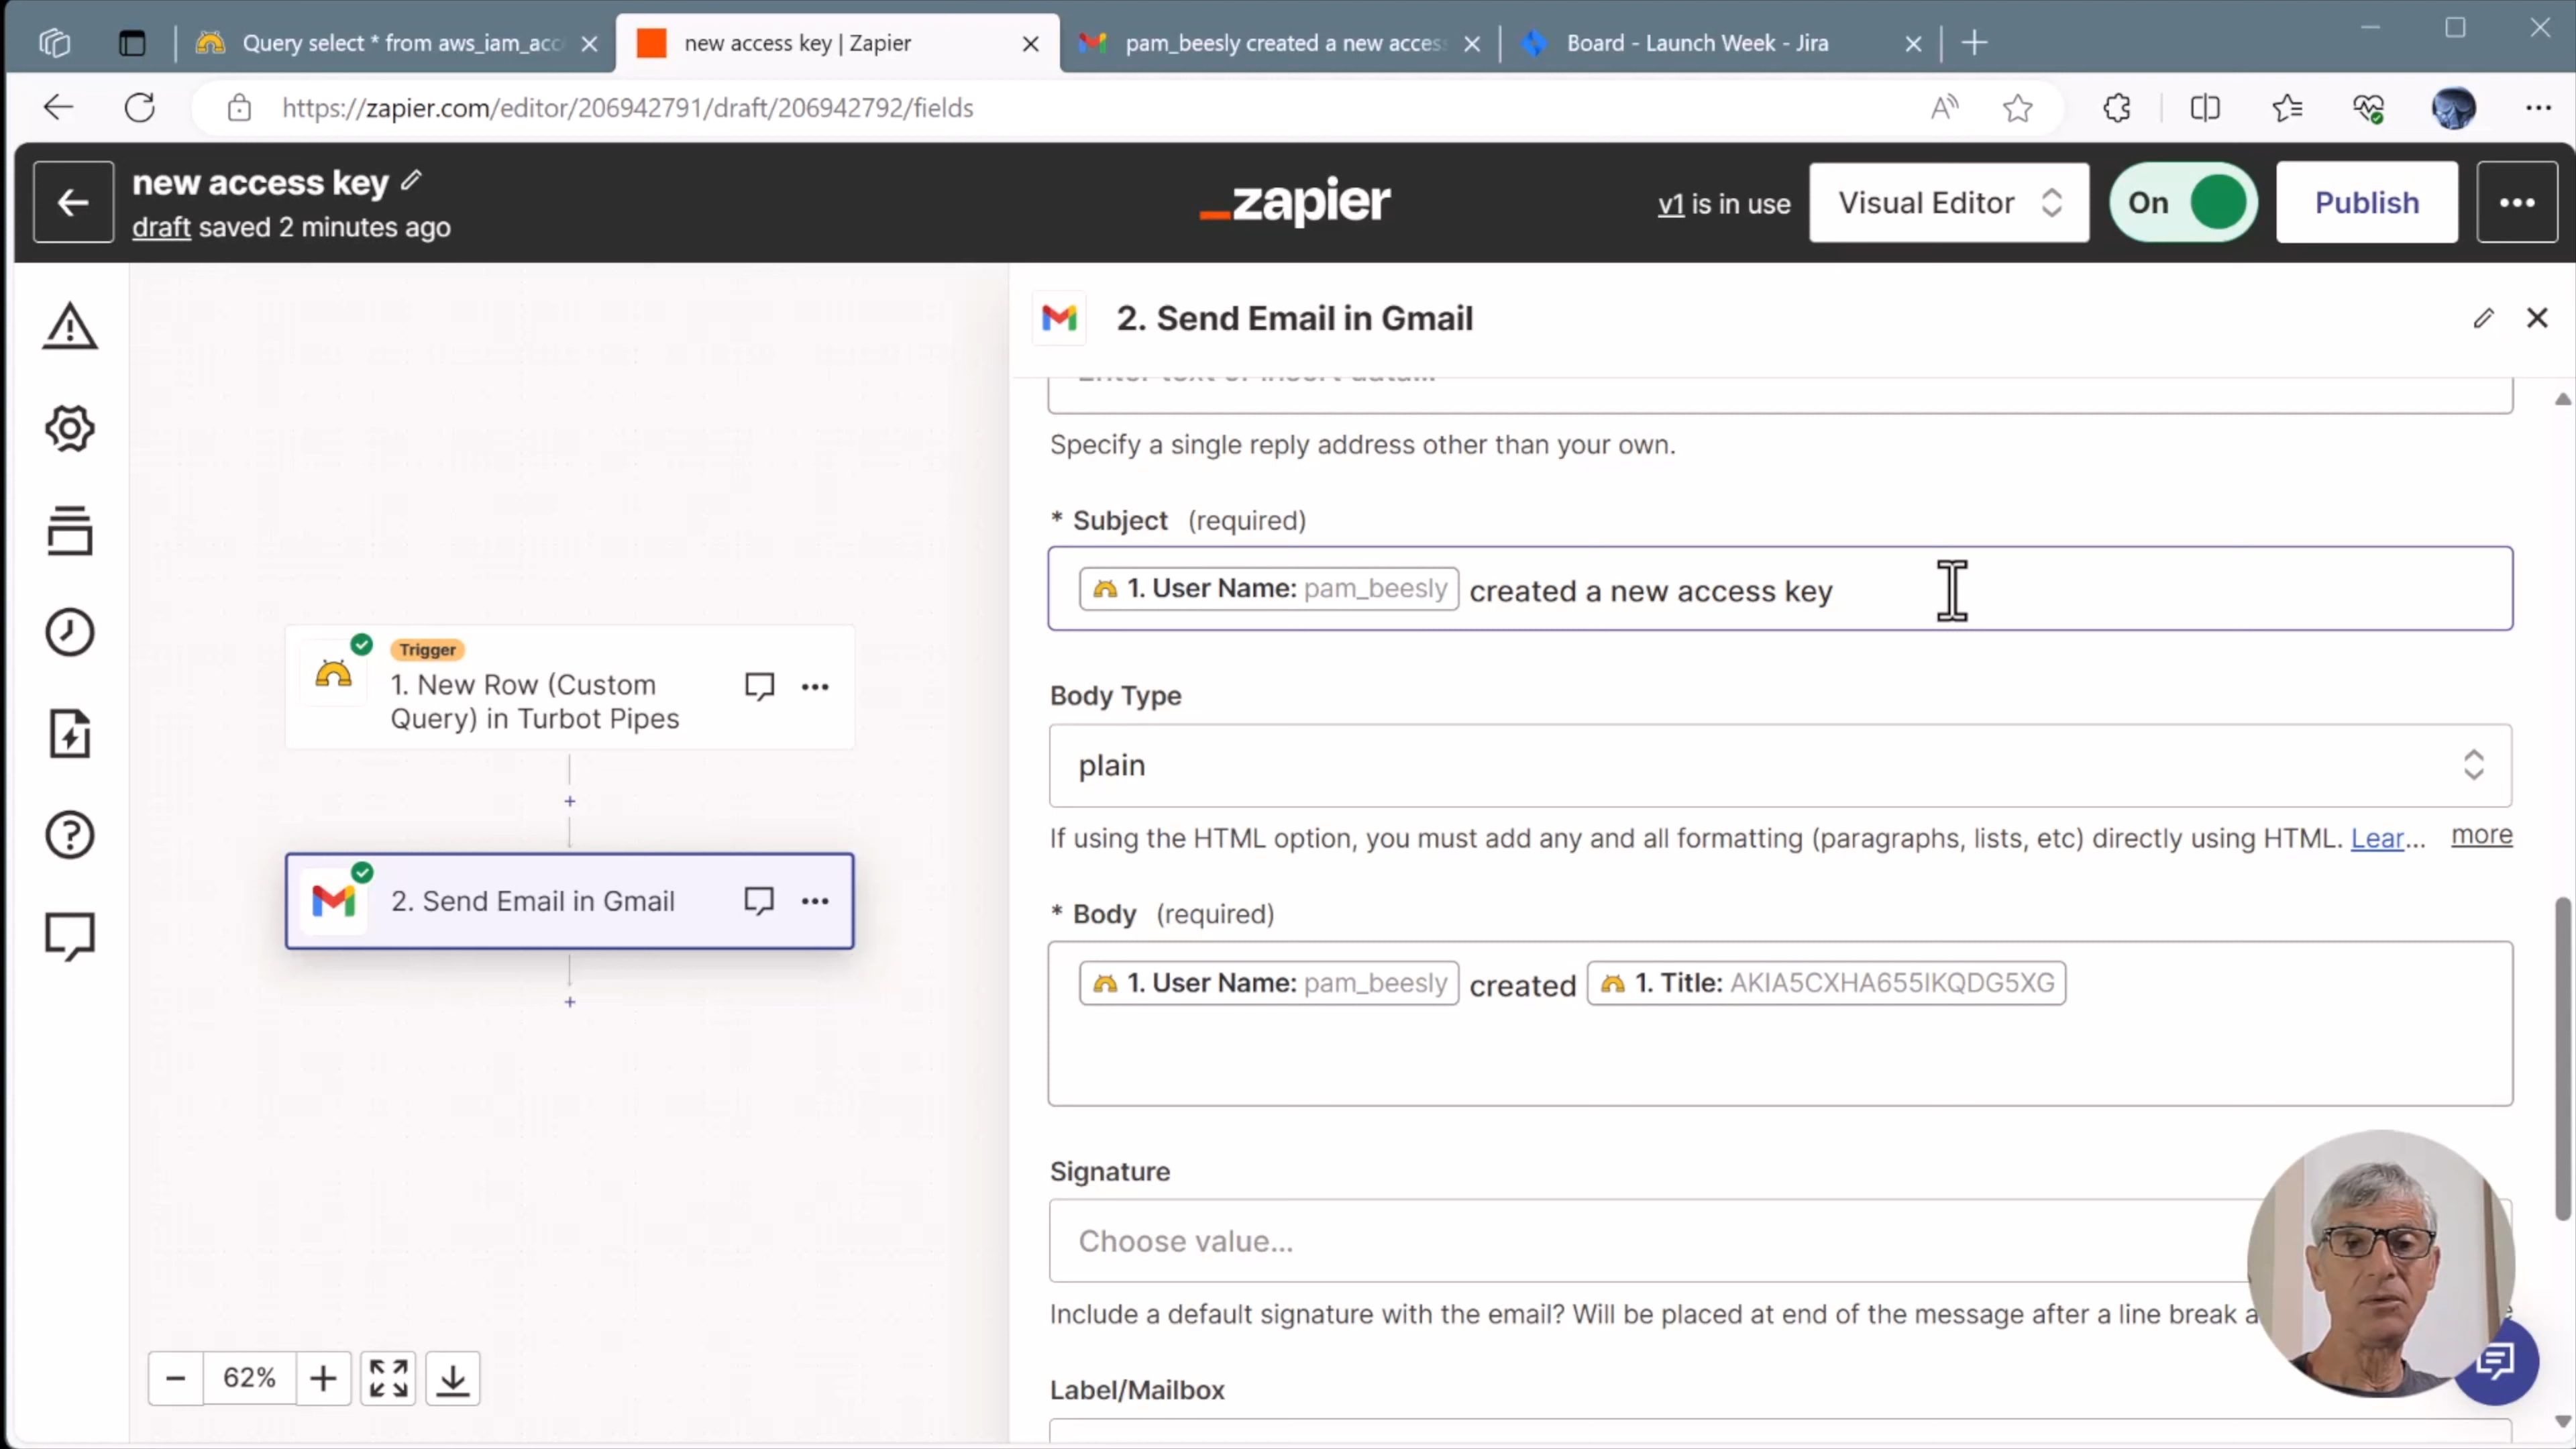 Query select * from aws_iam_acc
new access key | Zapier
pam_beesly created a new access
Board - Launch Week - Jira
https://zapier.com/editor/206942791/draft/206942792/fields
new access key
draft saved 2 minutes ago
zapier
v1 is in use
Visual Editor
On
Publish
2. Send Email in Gmail
Enter text or insert data...
Specify a single reply address other than your own.
* Subject (required)
1. User Name: pam_beesly created a new access key
Body Type
plain
If using the HTML option, you must add any and all formatting (paragraphs, lists, etc) directly using HTML. Lear... more
* Body (required)
1. User Name: pam_beesly created 1. Title: AKIA5CXHA655IKQDG5XG
Signature
Choose value...
Include a default signature with the email? Will be placed at end of the message after a line break
Label/Mailbox
Trigger
1. New Row (Custom
Query) in Turbot Pipes
2. Send Email in Gmail
62%